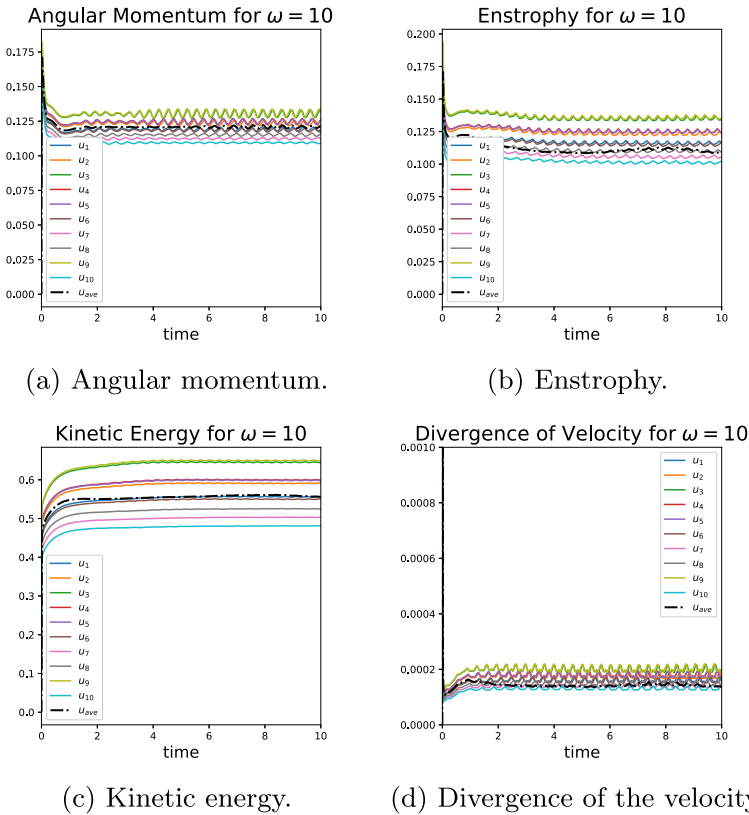 Angular Momentum for ω = 10
0.175
0.150
0.125
0.100
0.075
0.050
0.025
0.000
u1
u2
u3
u4
u5
u6
u7
u8
u9
u10
uave
0 2 4 6 8 10
time
(a) Angular momentum.
Enstrophy for ω = 10
0.200
0.175
0.150
0.125
0.100
0.075
0.050
0.025
0.000
u1
u2
u3
u4
u5
u6
u7
u8
u9
u10
uave
0 2 4 6 8 10
time
(b) Enstrophy.
Kinetic Energy for ω = 10
0.6
0.5
0.4
0.3
0.2
0.1
0.0
u1
u2
u3
u4
u5
u6
u7
u8
u9
u10
uave
0 2 4 6 8 10
time
(c) Kinetic energy.
Divergence of Velocity for ω = 10
0.0010
0.0008
0.0006
0.0004
0.0002
0.0000
u1
u2
u3
u4
u5
u6
u7
u8
u9
u10
uave
0 2 4 6 8 10
time
(d) Divergence of the velocity